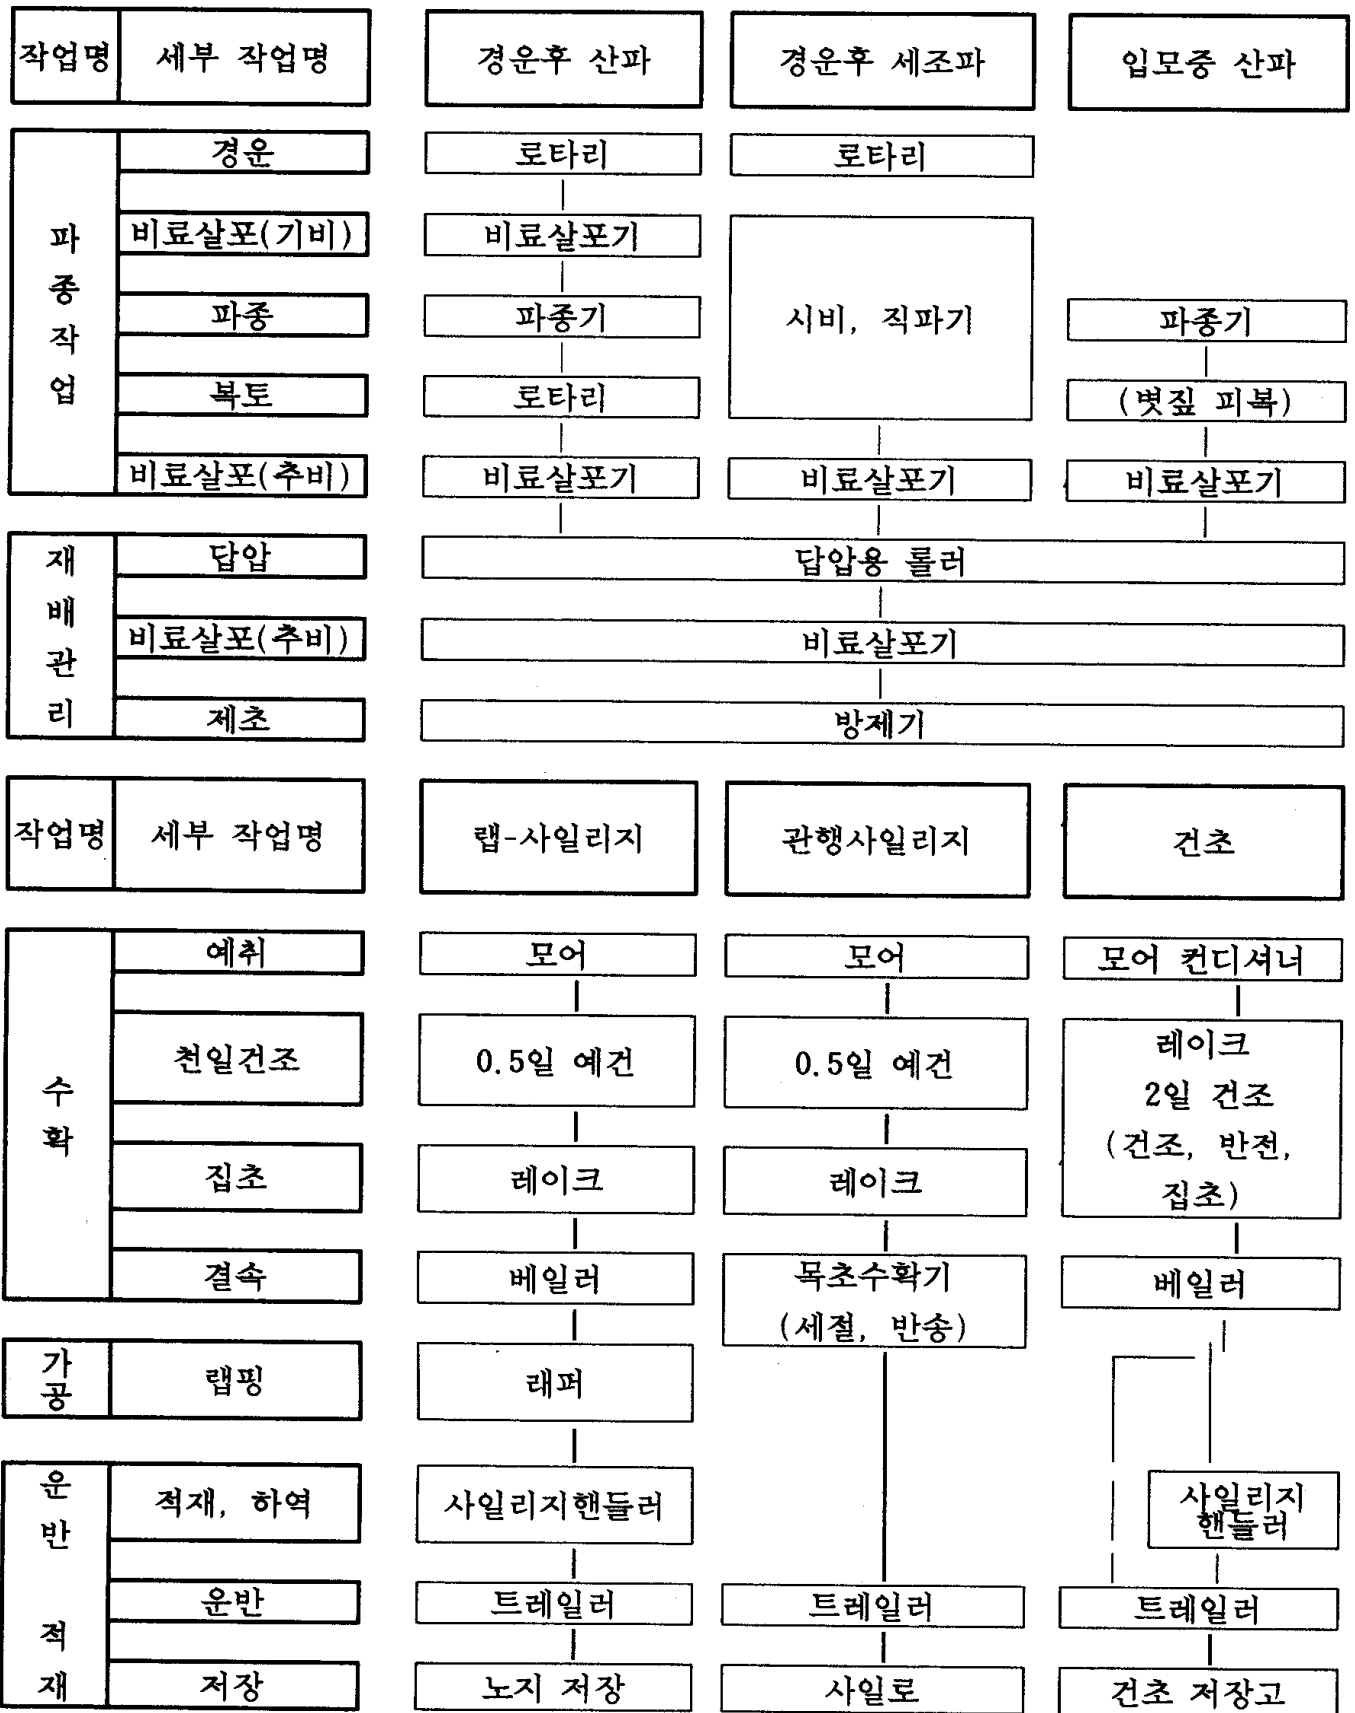 작업명 세부 작업명 경운후 산파 경운후 세조파 입모중 산파
파종작업
경운 로타리 로타리
비료살포(기비) 비료살포기
시비, 직파기
파종 파종기 파종기
복토 로타리 (볏짚 피복)
비료살포(추비) 비료살포기 비료살포기 비료살포기
재배관리
답압 답압용 롤러
비료살포(추비) 비료살포기
제초 방제기
작업명 세부 작업명 랩-사일리지 관행사일리지 건초
수확
예취 모어 모어 모어 컨디셔너
천일건조 0.5일 예건 0.5일 예건 레이크
2일 건조
(건조, 반전,
집초)
집초 레이크 레이크
결속 베일러 목초수확기 베일러
(세절, 반송)
가공
랩핑 래퍼
운반 적재
적재, 하역 사일리지핸들러 사일리지
핸들러
운반 트레일러 트레일러 트레일러
저장 노지 저장 사일로 건초 저장고